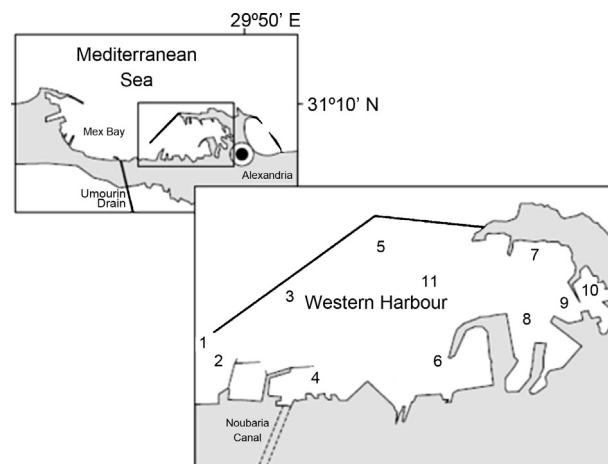 29º50' E
Mediterranean
Sea
31º10' N
Mex Bay
Alexandria
Umourin
Drain
7
5
11
10
3
Western Harbour
9
8
1
2
6
4
Noubaria
Canal